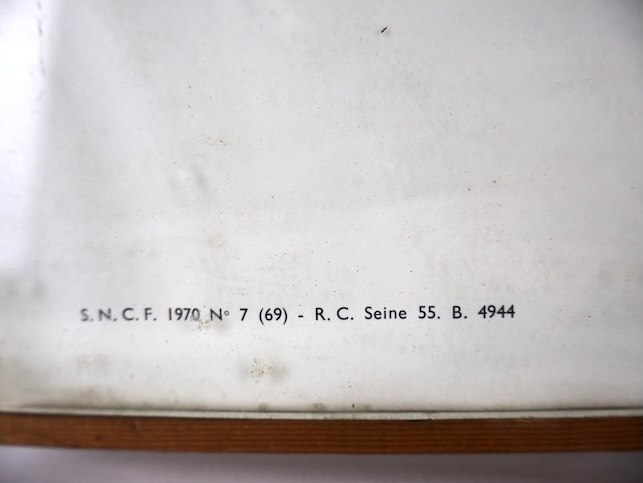 S. N. C. F. 1970 N° 7 (69) - R. C. Seine 55. B. 4944